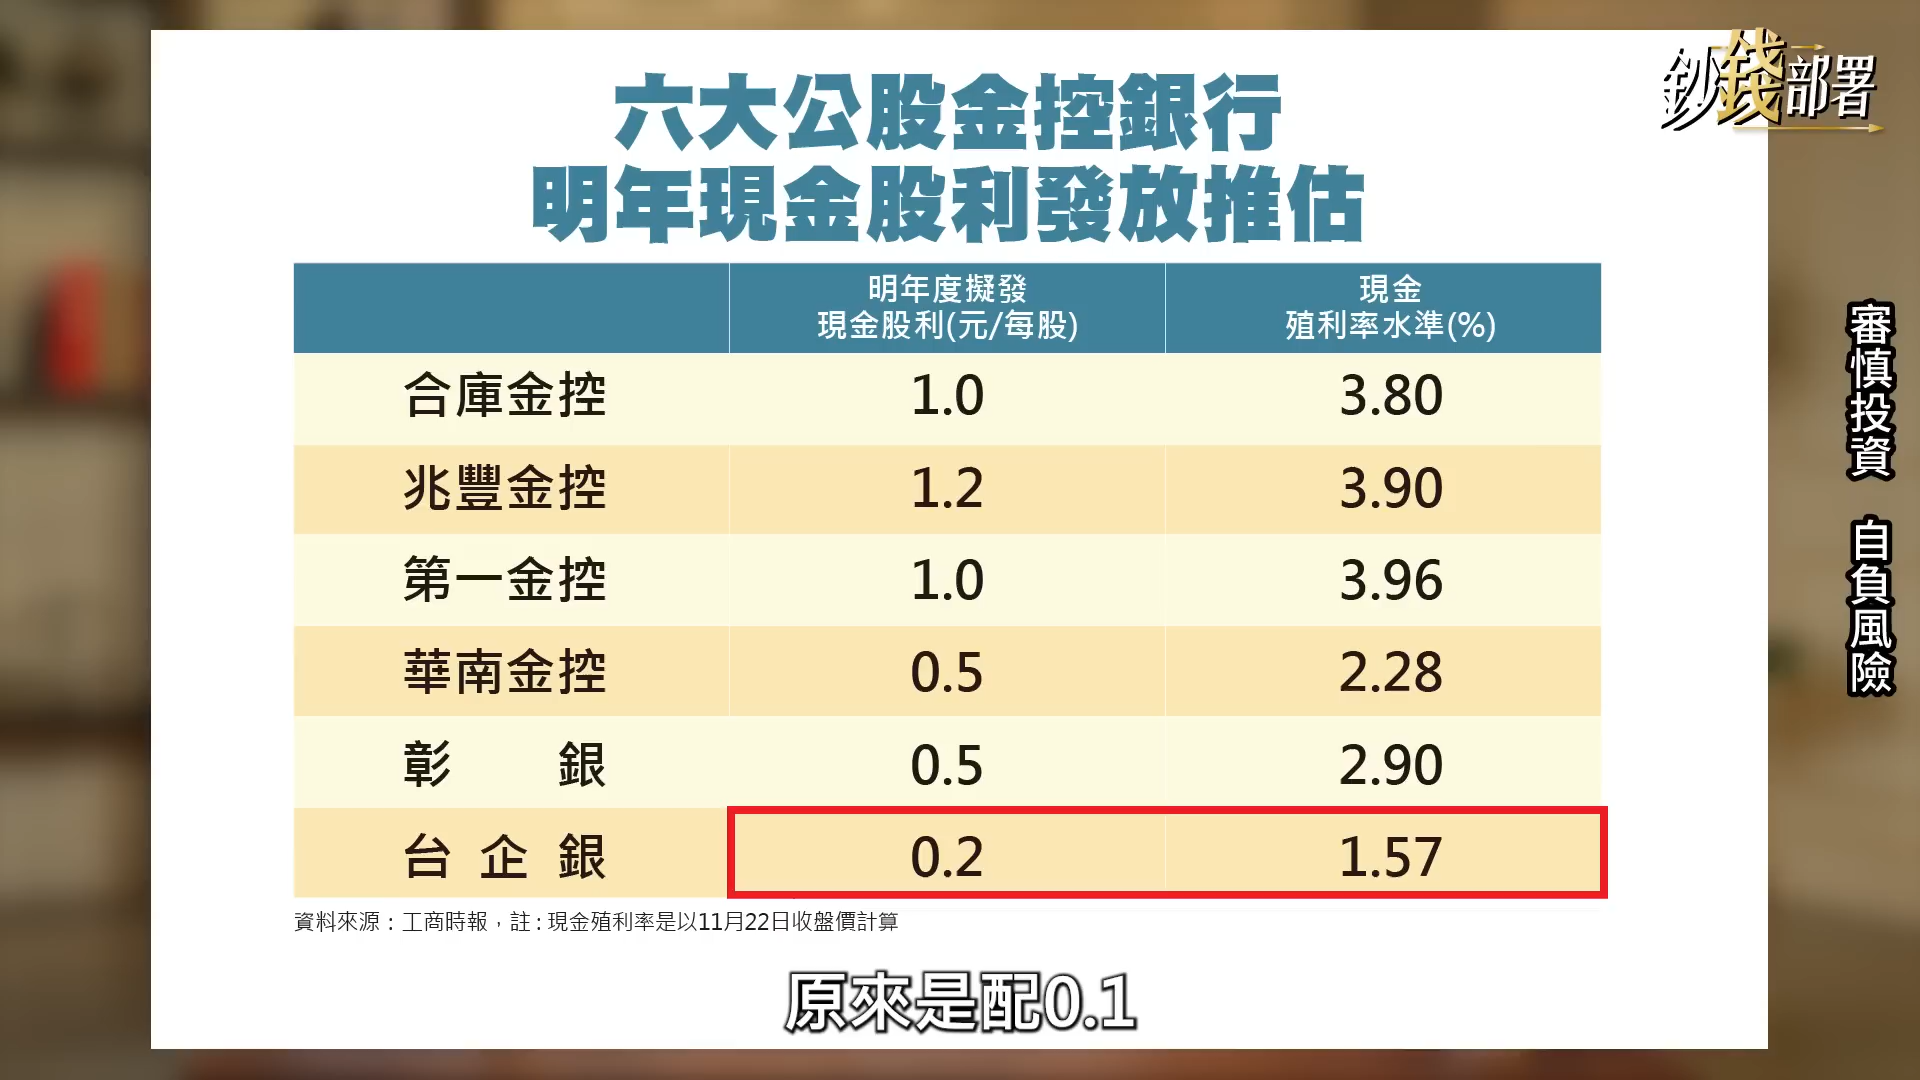 鈔錢部署
六大公股金控銀行
明年現金股利發放推估
明年度擬發
現金股利(元/每股)
現金
殖利率水準(%)
合庫金控 1.0 3.80
兆豐金控 1.2 3.90
第一金控 1.0 3.96
華南金控 0.5 2.28
彰銀 0.5 2.90
台企銀 0.2 1.57
資料來源：工商時報，註：現金殖利率是以11月22日收盤價計算
審慎投資 自負風險
原來是配0.1